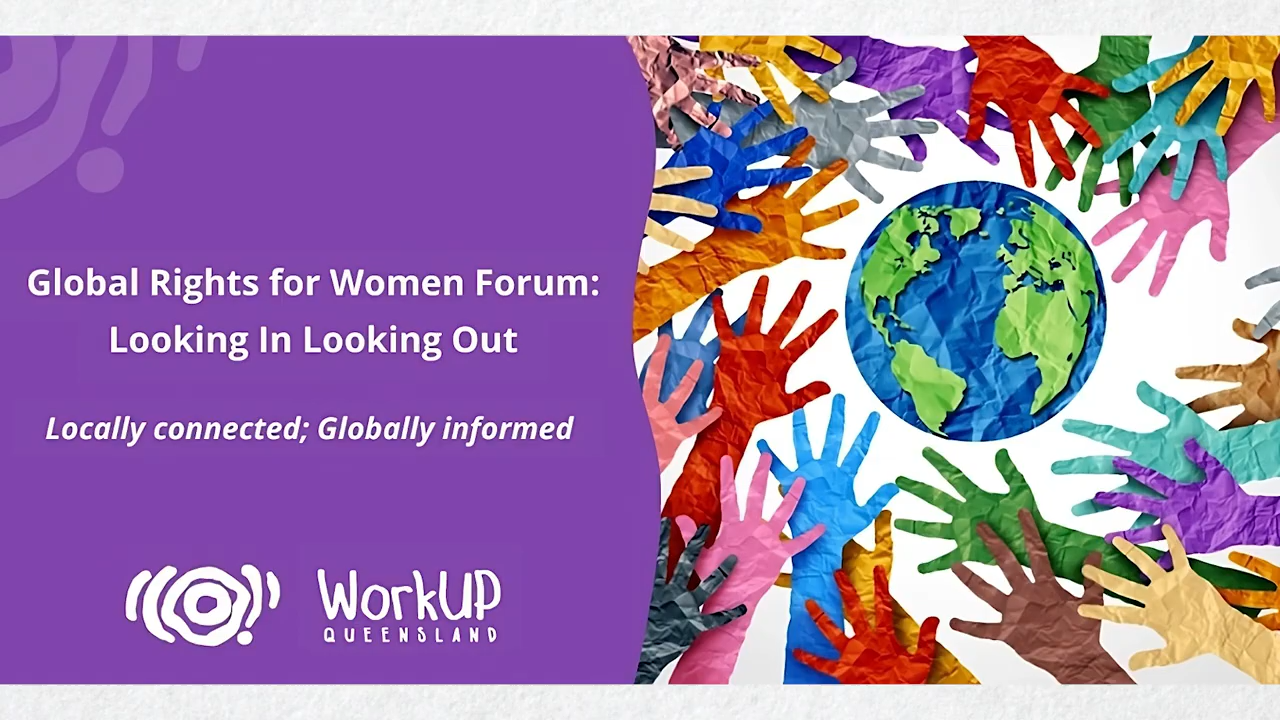 Global Rights for Women Forum:
Looking In Looking Out
Locally connected; Globally informed
WorkUP
QUEENSLAND